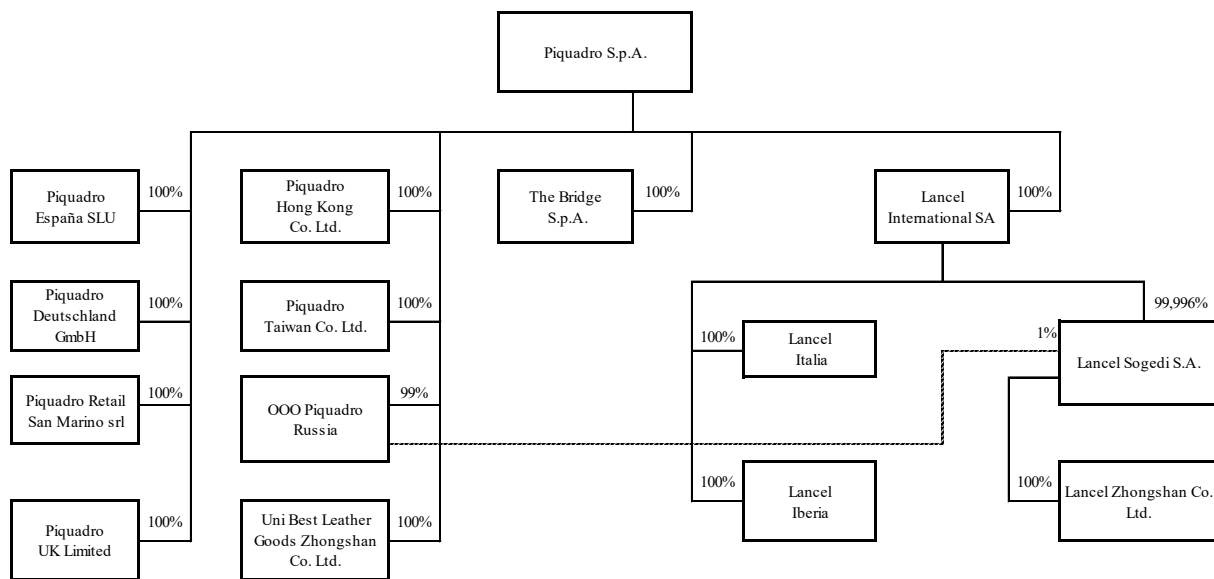 Piquadro S.p.A.
Piquadro
España SLU
100%
Piquadro
Hong Kong
Co. Ltd.
100%
The Bridge
S.p.A.
100%
Lancel
International SA
100%
Piquadro
Deutschland
GmbH
100%
Piquadro
Taiwan Co. Ltd.
100%
100%
Lancel
Italia
99,996%
1%
Lancel Sogedi S.A.
Piquadro Retail
San Marino srl
100%
OOO Piquadro
Russia
99%
Piquadro
UK Limited
100%
Uni Best Leather
Goods Zhongshan
Co. Ltd.
100%
100%
Lancel
Iberia
100%
Lancel Zhongshan Co.
Ltd.